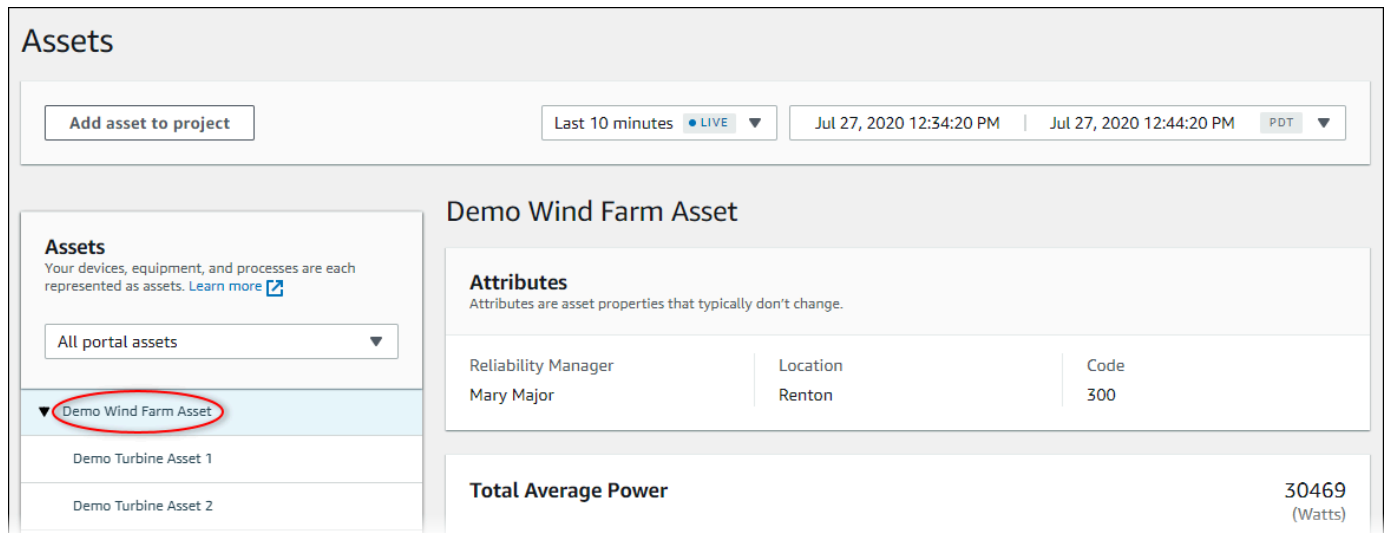 Assets
Add asset to project
Last 10 minutes LIVE
Jul 27, 2020 12:34:20 PM Jul 27, 2020 12:44:20 PM PDT
Assets
Your devices, equipment, and processes are each
represented as assets. Learn more
All portal assets
Demo Wind Farm Asset
Demo Turbine Asset 1
Demo Turbine Asset 2
Demo Wind Farm Asset
Attributes
Attributes are asset properties that typically don't change.
Reliability Manager
Mary Major
Location
Renton
Code
300
Total Average Power
30469
(Watts)